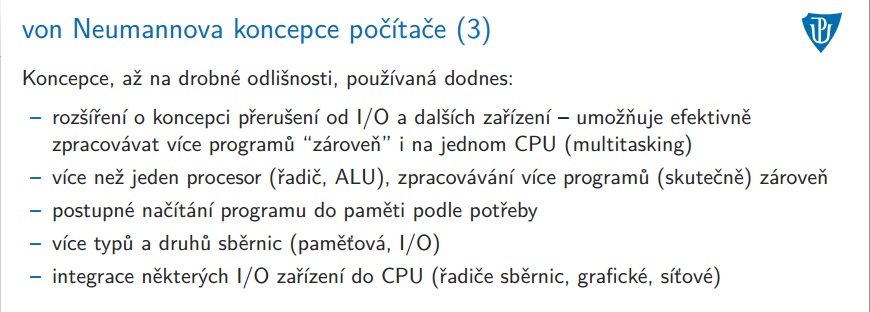 von Neumannova koncepce počítače (3)
Koncepce, až na drobné odlišnosti, používaná dodnes:
– rozšíření o koncepci přerušení od I/O a dalších zařízení – umožňuje efektivně
zpracovávat více programů “zároveň” i na jednom CPU (multitasking)
– více než jeden procesor (řadič, ALU), zpracovávání více programů (skutečně) zároveň
– postupné načítání programu do paměti podle potřeby
– více typů a druhů sběrnic (paměťová, I/O)
– integrace některých I/O zařízení do CPU (řadiče sběrnic, grafické, síťové)